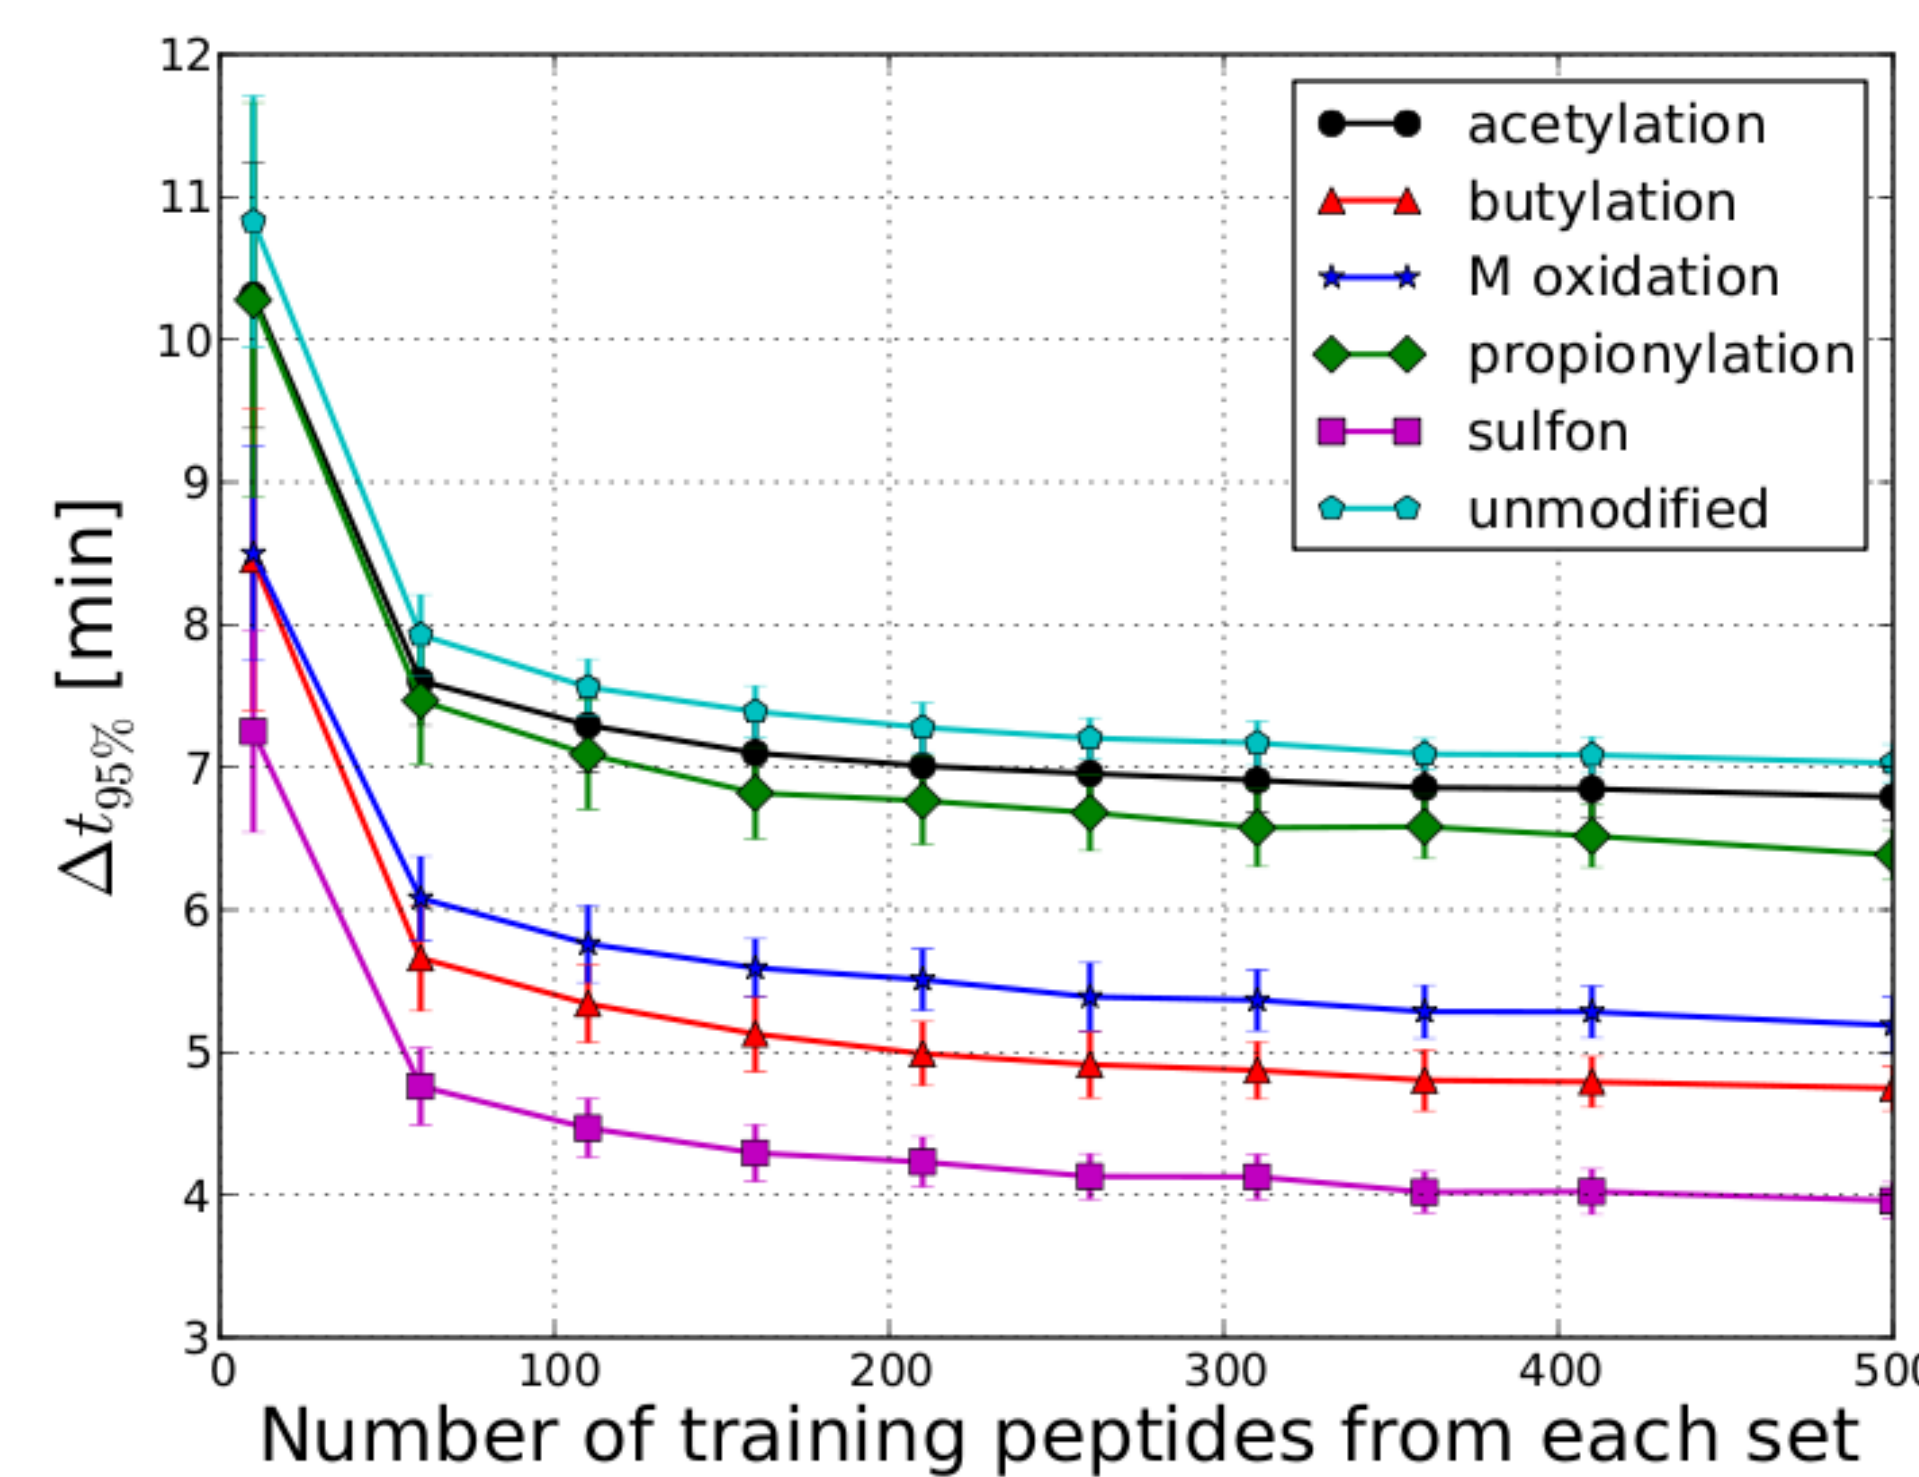 12
11
10
9
8
7
6
5
4
3
0 100 200 300 400 500
Δt95% [min]
Number of training peptides from each set
acetylation
butylation
M oxidation
propionylation
sulfon
unmodified